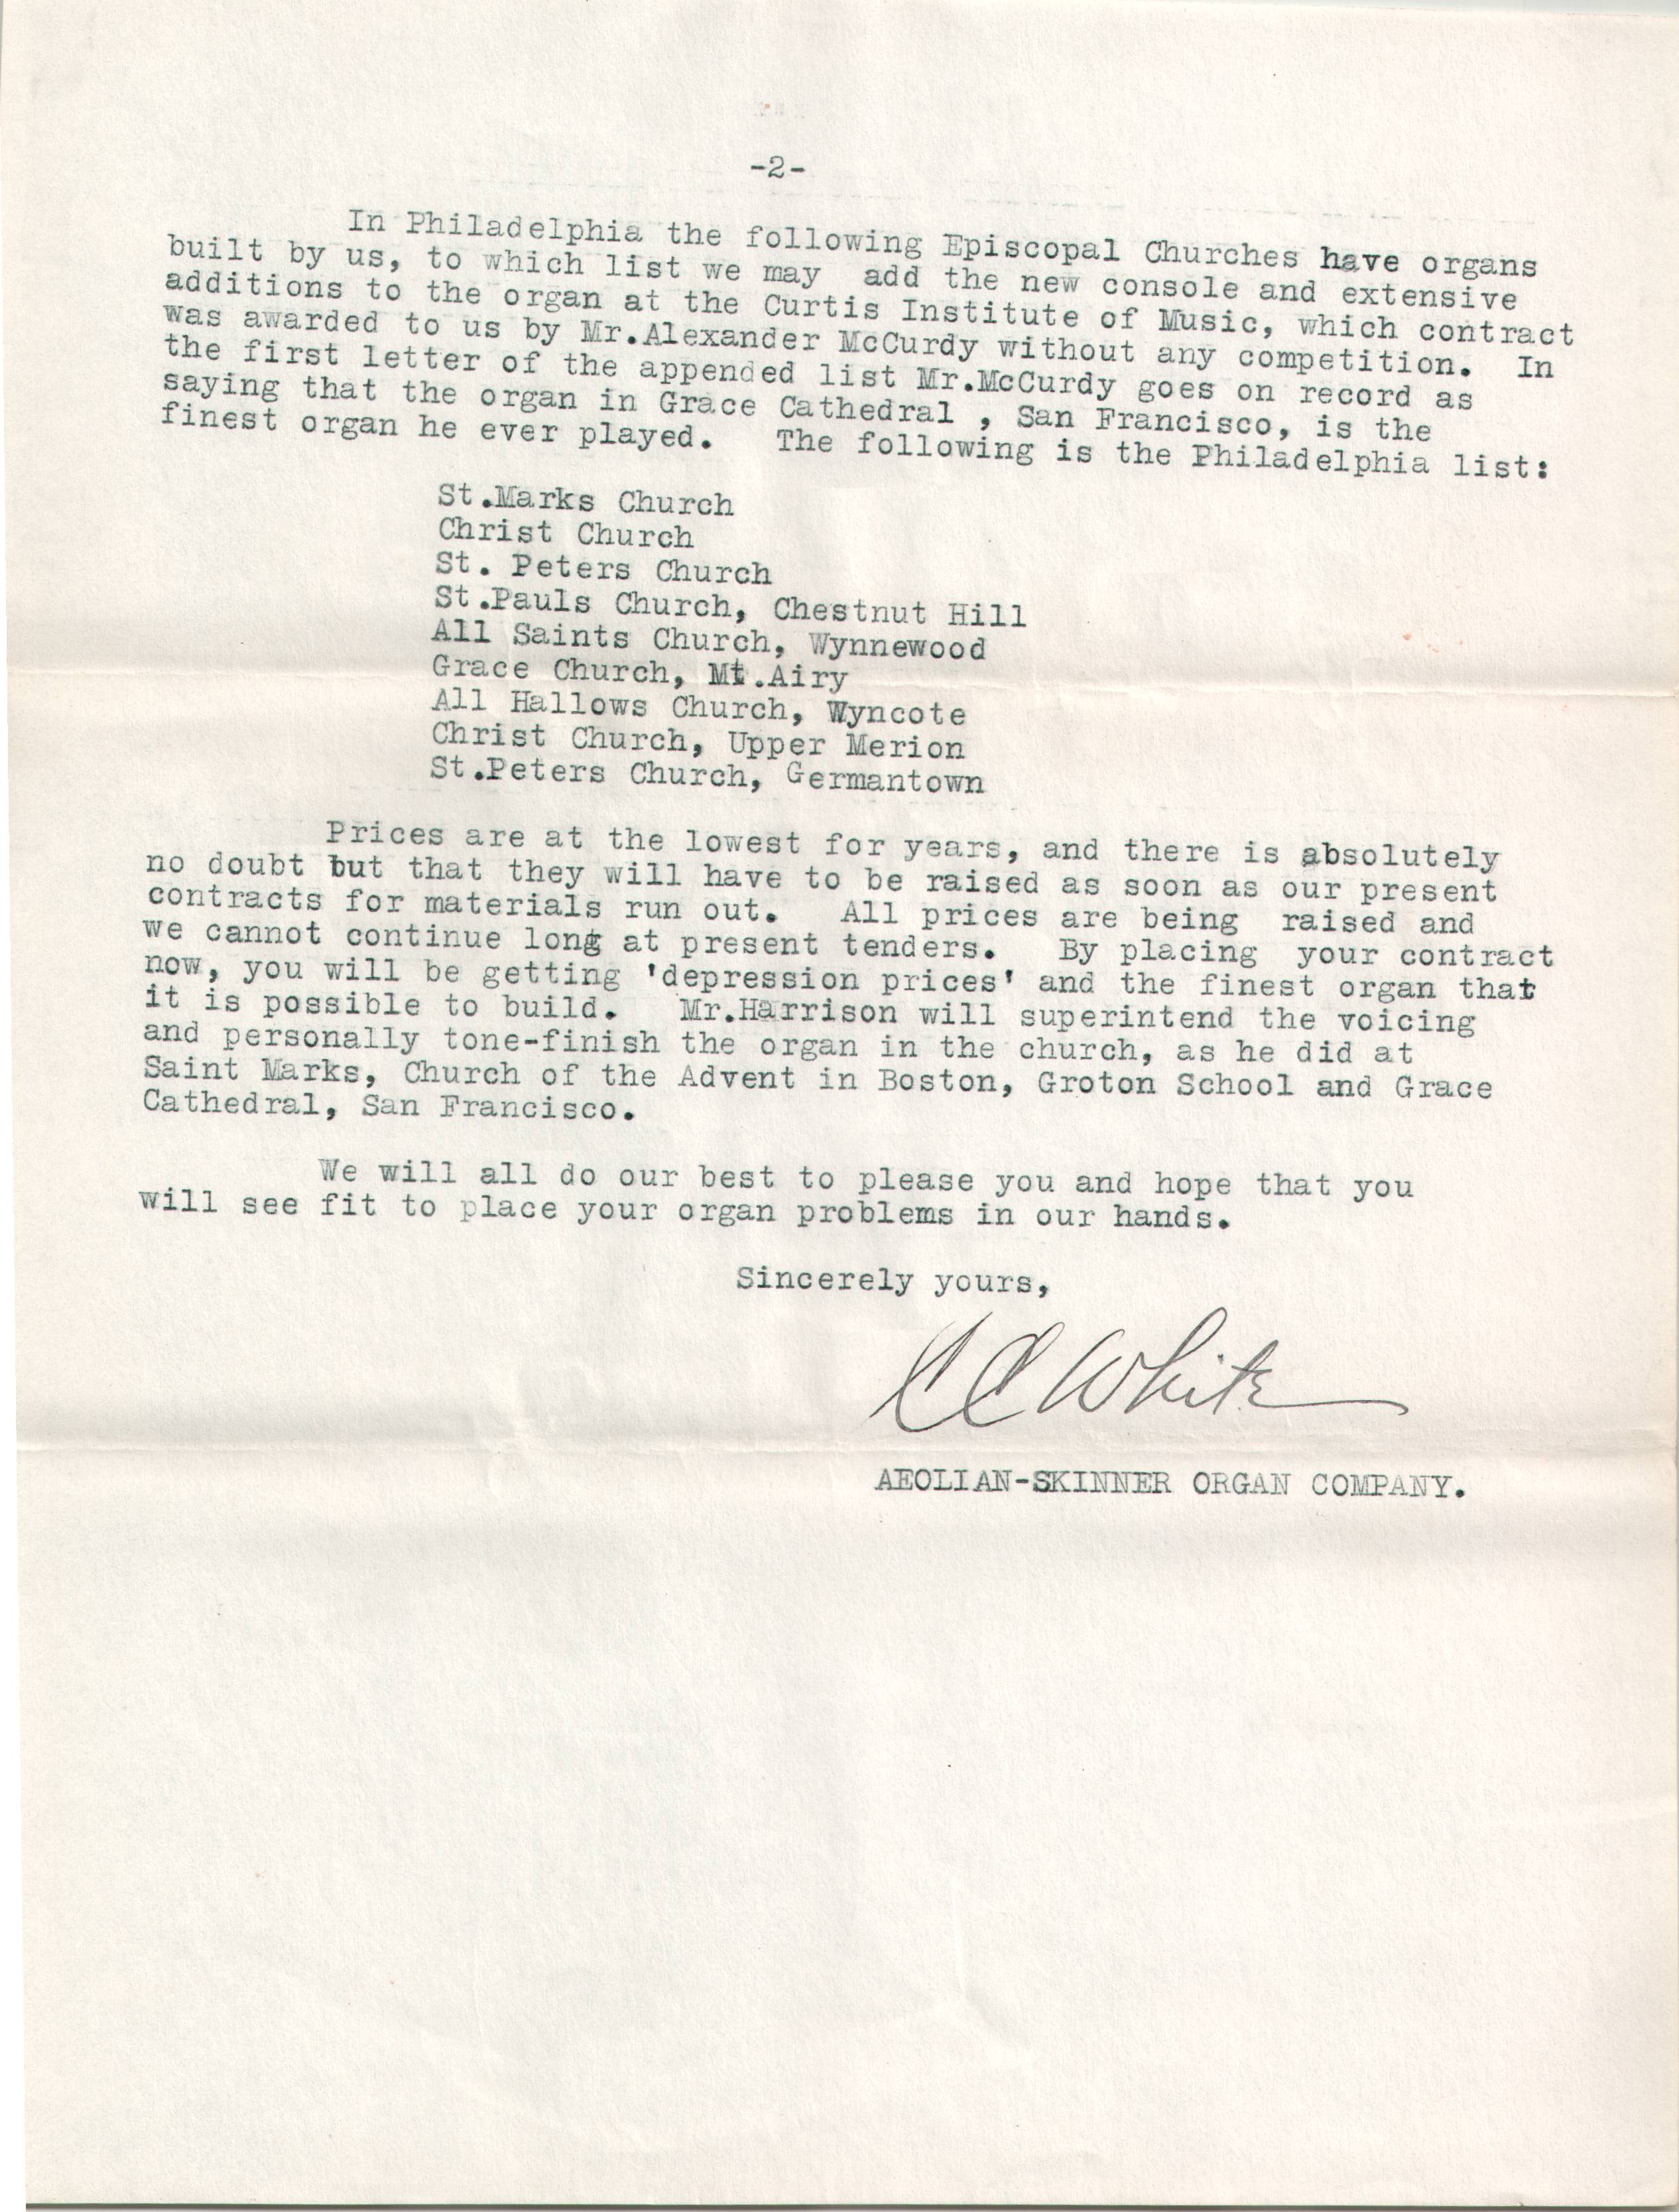 -2-
In Philadelphia the following Episcopal Churches have organs
built by us, to which list we may add the new console and extensive
additions to the organ at the Curtis Institute of Music, which contract
was awarded to us by Mr.Alexander McCurdy without any competition. In
the first letter of the appended list Mr.McCurdy goes on record as
saying that the organ in Grace Cathedral , San Francisco, is the
finest organ he ever played. The following is the Philadelphia list:
St.Marks Church
Christ Church
St. Peters Church
St.Pauls Church, Chestnut Hill
All Saints Church, Wynnewood
Grace Church, Mt.Airy
All Hallows Church, Wyncote
Christ Church, Upper Merion
St.Peters Church, Germantown
Prices are at the lowest for years, and there is absolutely
no doubt but that they will have to be raised as soon as our present
contracts for materials run out. All prices are being raised and
we cannot continue long at present tenders. By placing your contract
now, you will be getting 'depression prices' and the finest organ that
it is possible to build. Mr.Harrison will superintend the voicing
and personally tone-finish the organ in the church, as he did at
Saint Marks, Church of the Advent in Boston, Groton School and Grace
Cathedral, San Francisco.
We will all do our best to please you and hope that you
will see fit to place your organ problems in our hands.
Sincerely yours,
CC White
AEOLIAN-SKINNER ORGAN COMPANY.